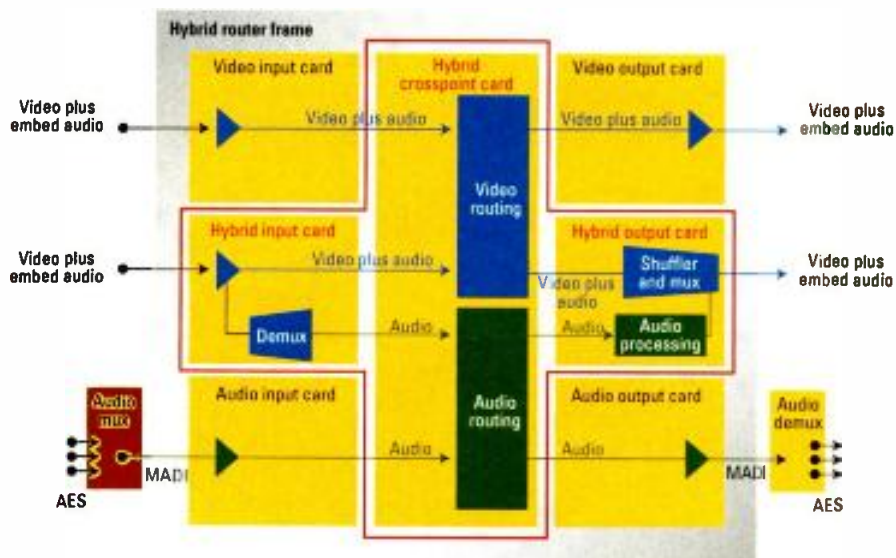 Hybrid router frame
Video input card
Hybrid
crosspoint card
Video output card
Video plus
embed audio
Video plus audio
Video plus audio
Video plus
embed audio
Video
routing
Hybrid input card
Hybrid output card
Video plus
embed audio
Video plus audio
Video plus
audio
Shuffler
and mux
Video plus
embed audio
Demux
Audio
Audio
Audio
processing
Audio input card
Audio
routing
Audio output card
Audio
mux
Audio
demux
AES
MADI
Audio
Audio
MADI
AES